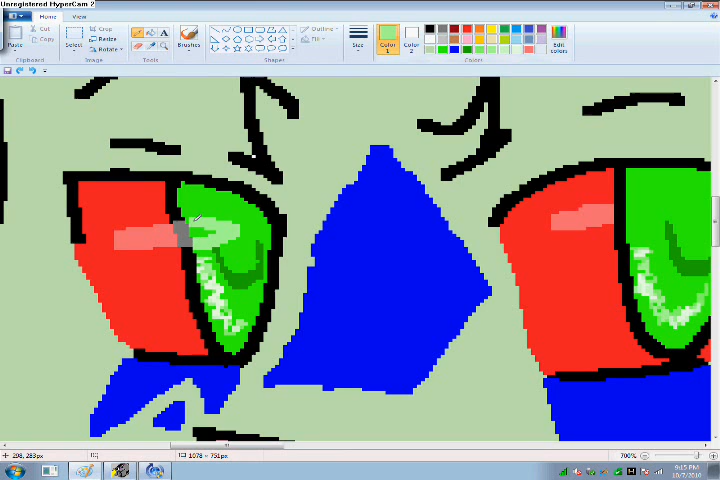 Unregistered HyperCam 2
Home
View
Paste
Cut
Copy
Clipboard
Select
Crop
Resize
Rotate
Image
Tools
Brushes
Shapes
Outline
Fill
Size
Color 1
Color 2
Edit colors
Colors
298, 283px
1078 × 751px
700%
9:15 PM
10/7/2010